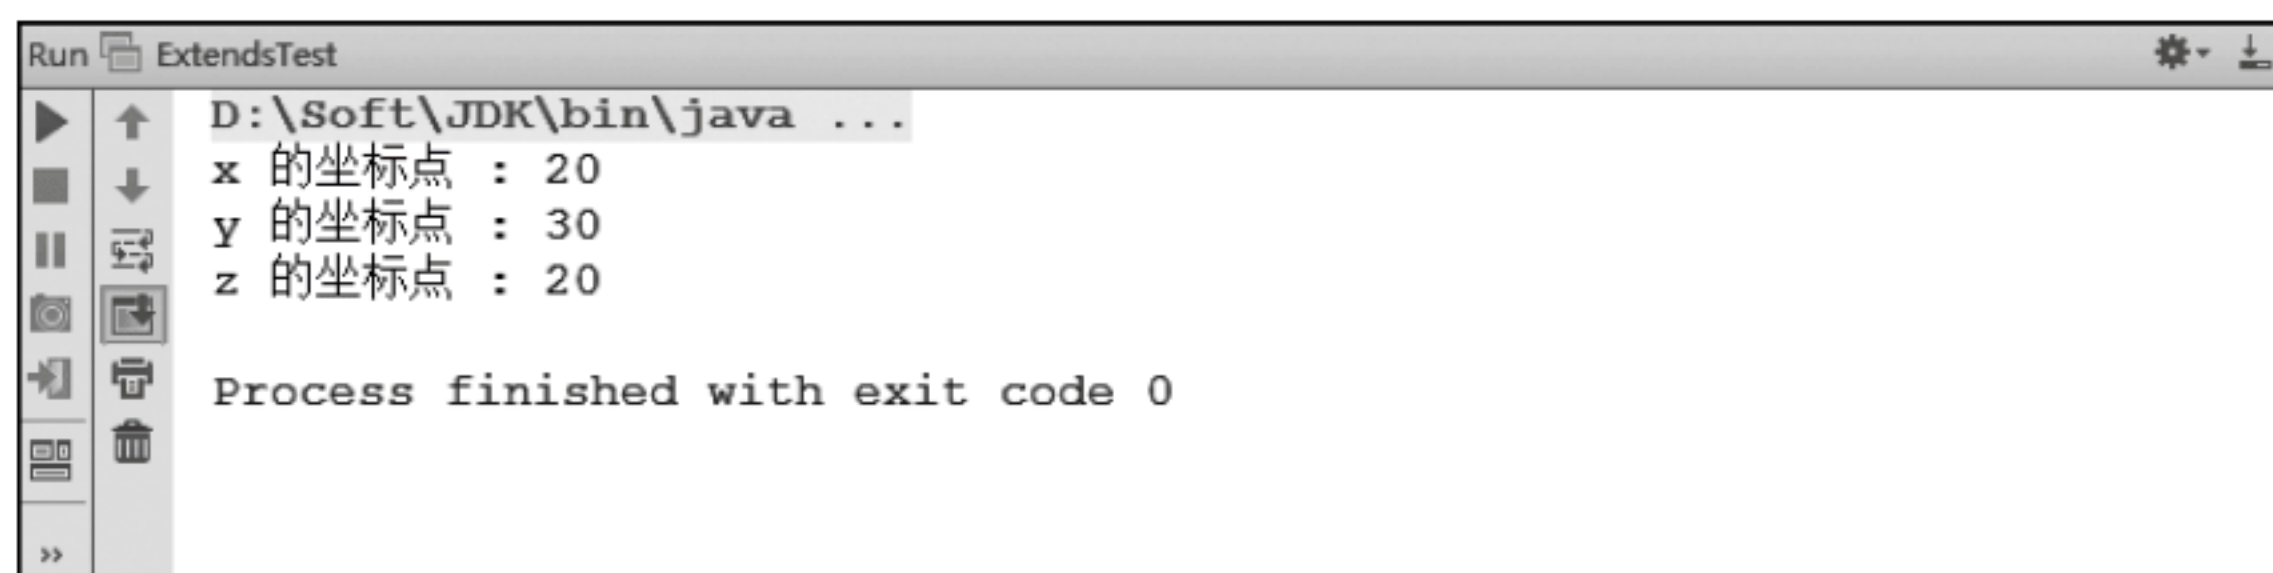 Run ExtendsTest
D:\Soft\JDK\bin\java ...
x 的坐标点 : 20
y 的坐标点 : 30
z 的坐标点 : 20
Process finished with exit code 0